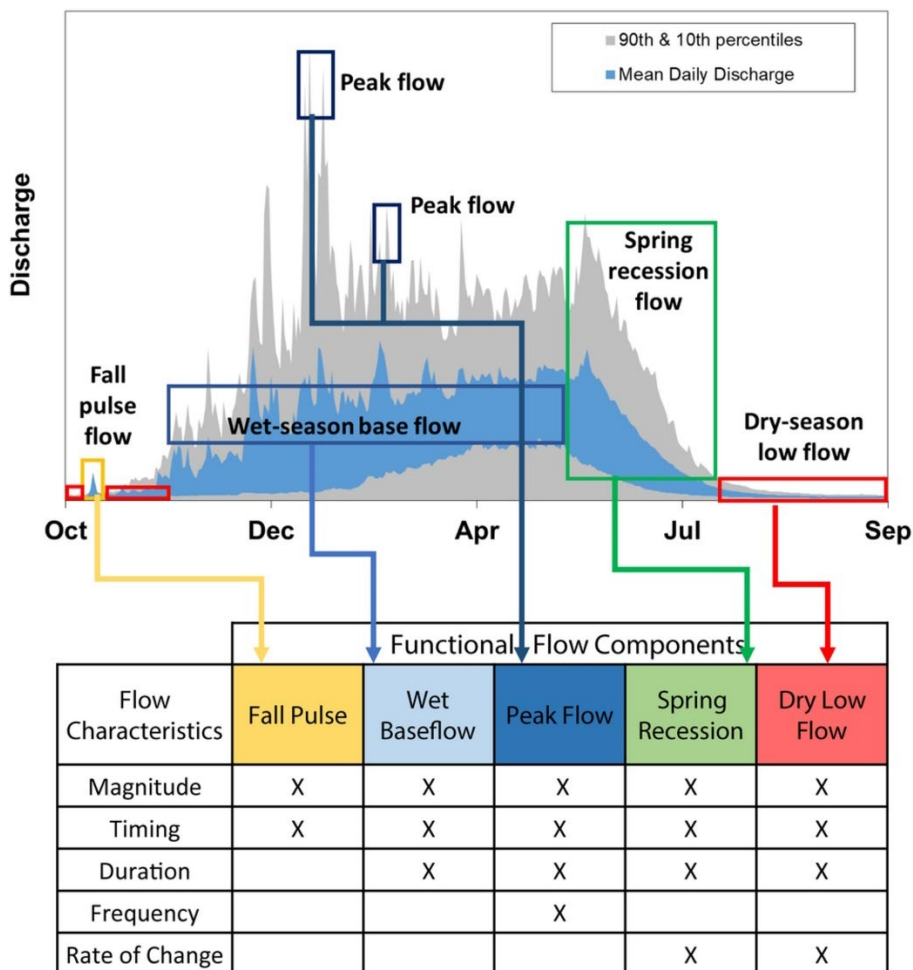 90th & 10th percentiles
Mean Daily Discharge
Peak flow
Peak flow
Discharge
Spring
recession
flow
Fall
pulse
flow
Wet-season base flow
Dry-season
low flow
Oct Dec Apr Jul Sep
Functional Flow Components
Flow
Characteristics
Fall Pulse
Wet
Baseflow
Peak Flow
Spring
Recession
Dry Low
Flow
Magnitude X X X X X
Timing X X X X X
Duration X X X X
Frequency X
Rate of Change X X